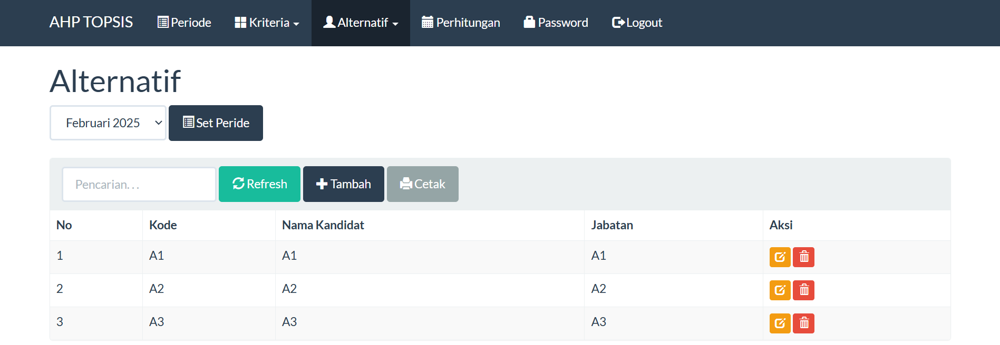 AHP TOPSIS Periode Kriteria Alternatif Perhitungan Password Logout
Alternatif
Februari 2025 Set Peride
Pencarian... Refresh Tambah Cetak
No Kode Nama Kandidat Jabatan Aksi
1 A1 A1 A1
2 A2 A2 A2
3 A3 A3 A3